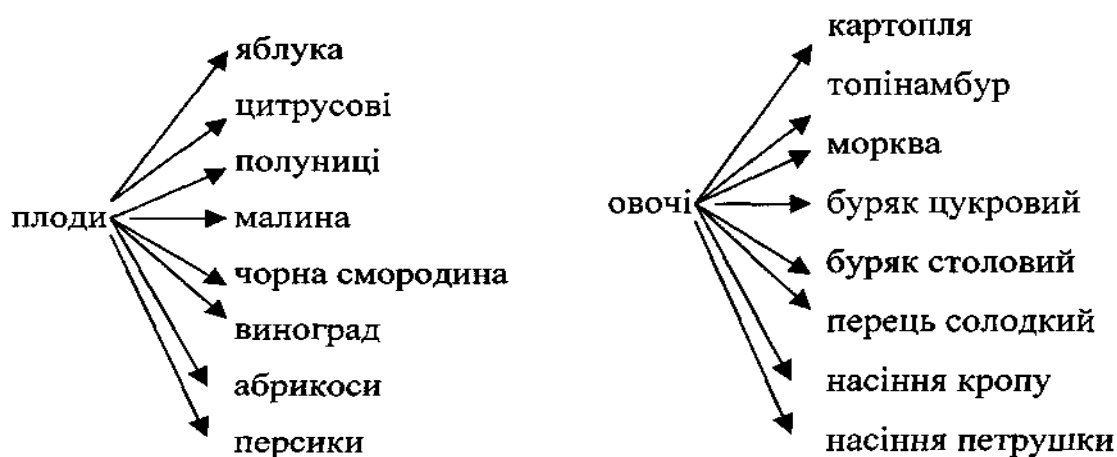 плоди
яблука
цитрусові
полуниці
малина
чорна смородина
виноград
абрикоси
персики
овочі
картопля
топінамбур
морква
буряк цукровий
буряк столовий
перець солодкий
насіння кропу
насіння петрушки